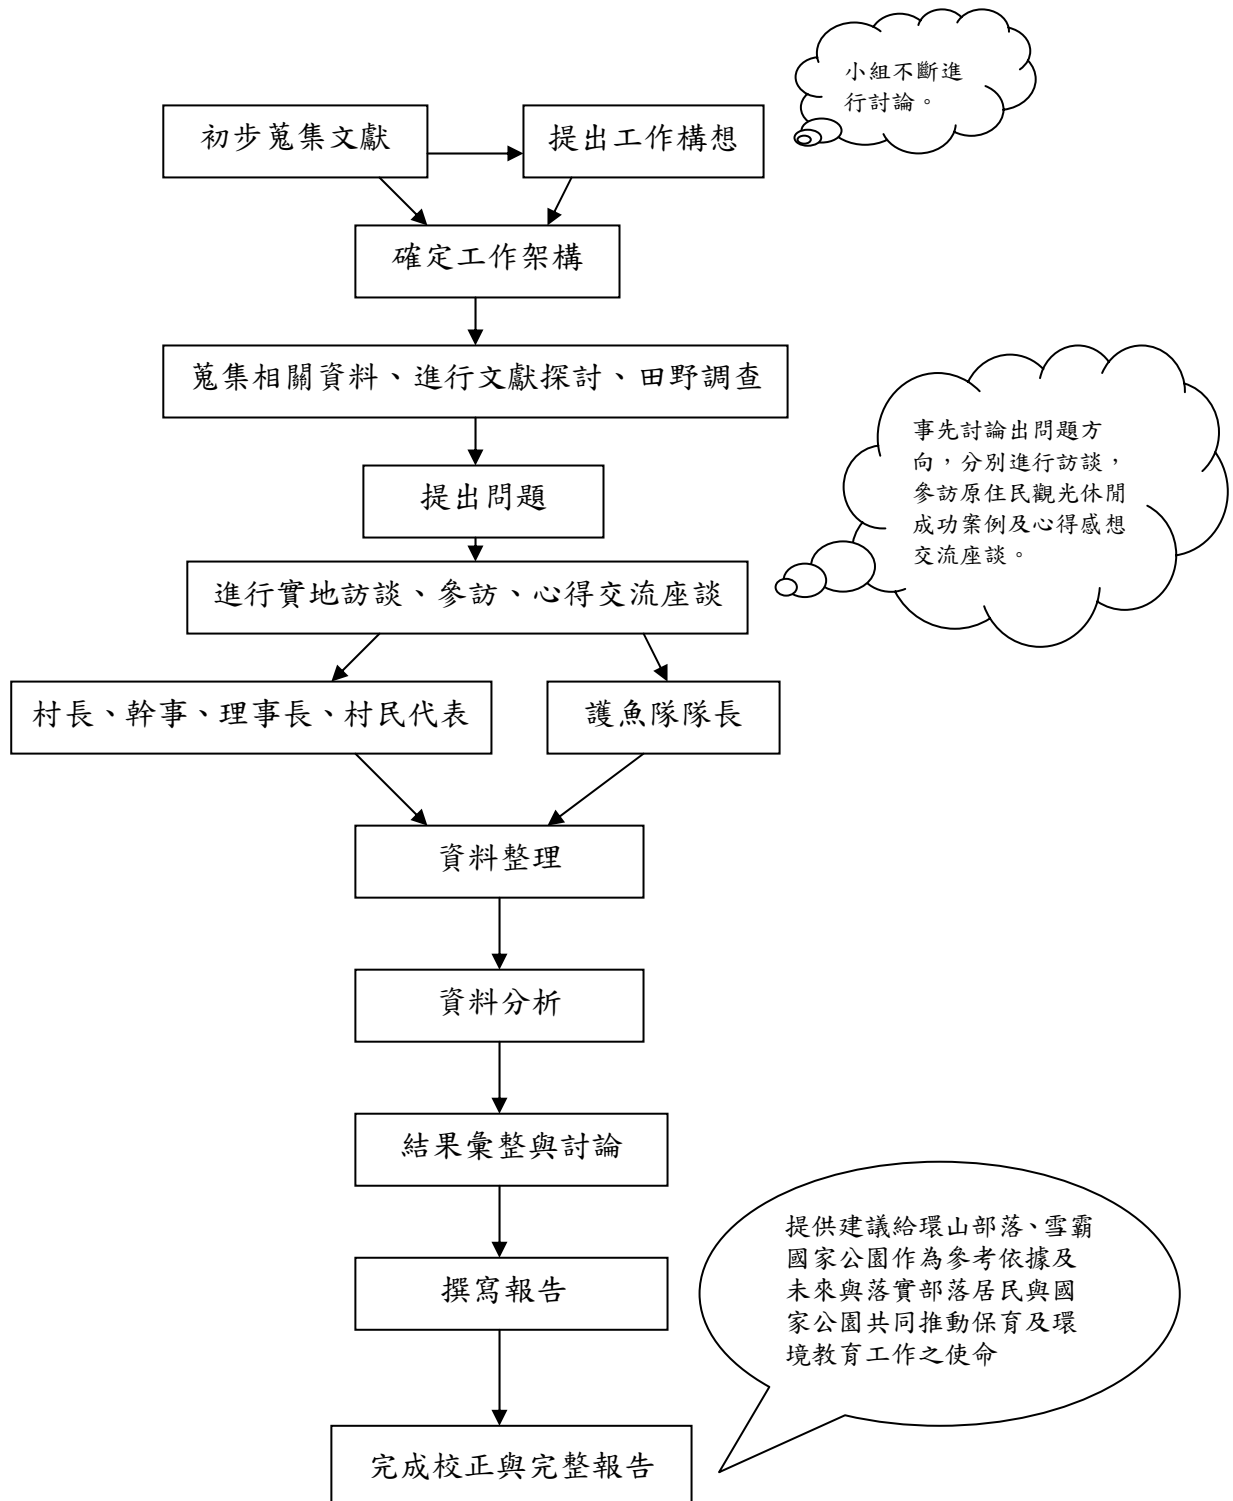 小組不斷進
行討論。
初步蒐集文獻
提出工作構想
確定工作架構
蒐集相關資料、進行文獻探討、田野調查
提出問題
事先討論出問題方
向,分別進行訪談,
參訪原住民觀光休閒
成功案例及心得感想
交流座談。
進行實地訪談、參訪、心得交流座談
村長、幹事、理事長、村民代表
護魚隊隊長
資料整理
資料分析
結果彙整與討論
撰寫報告
提供建議給環山部落、雪霸
國家公園作為參考依據及
未來與落實部落居民與國
家公園共同推動保育及環
境教育工作之使命
完成校正與完整報告